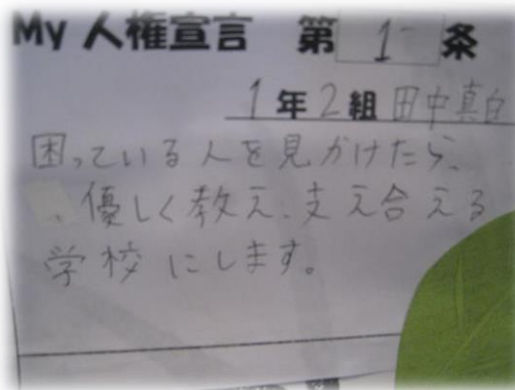 My 人権宣言 第 1 条
1年2組 田中真白
困っている人を見かけたら、
優しく教え、支え合える
学校にします。